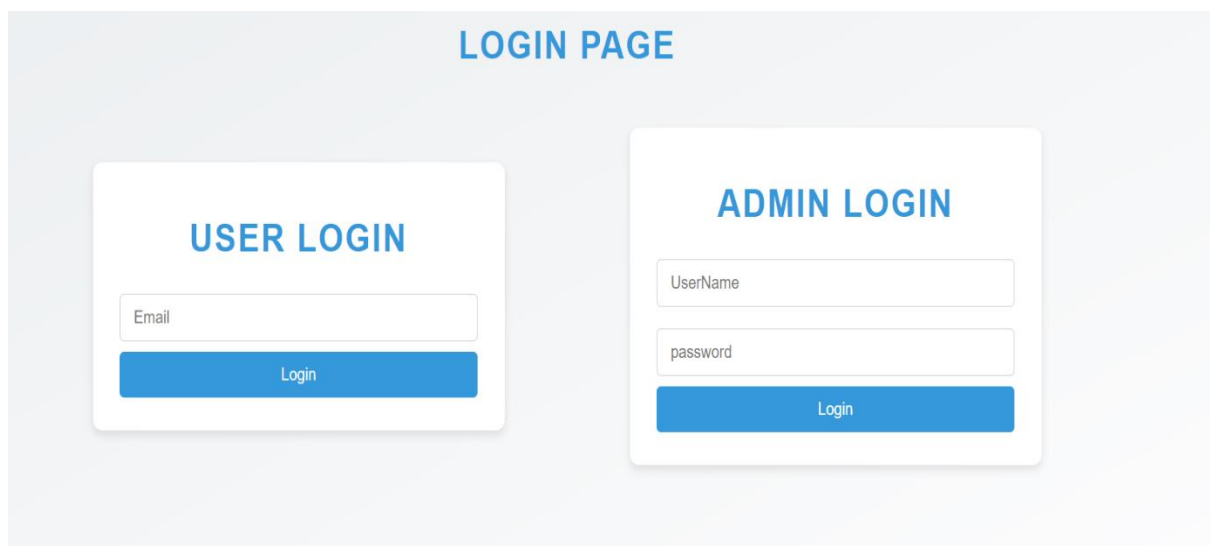 LOGIN PAGE
USER LOGIN
Email
Login
ADMIN LOGIN
UserName
password
Login